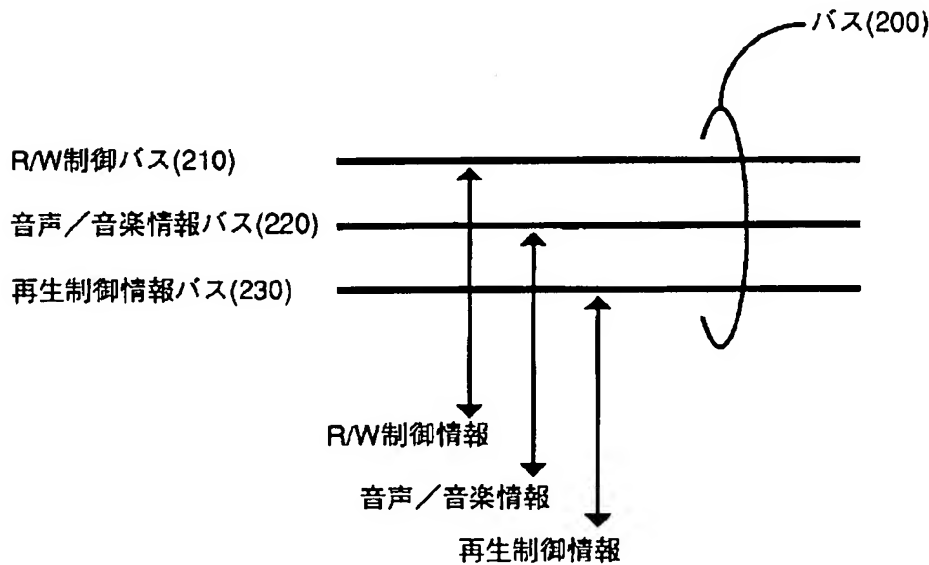 バス(200)
R/W制御バス(210)
音声／音楽情報バス(220)
再生制御情報バス(230)
R/W制御情報
音声／音楽情報
再生制御情報